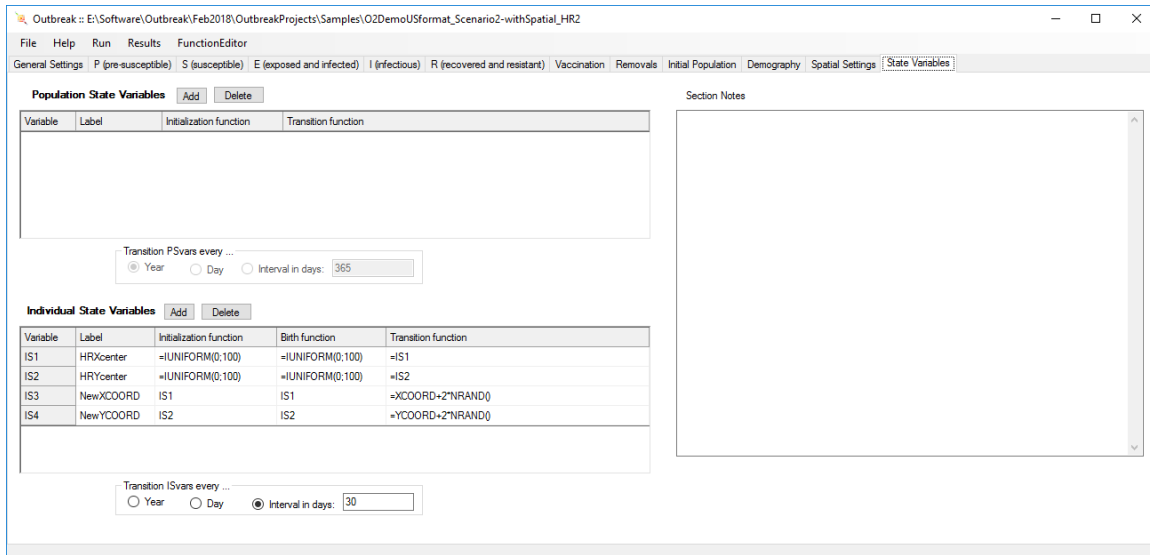 Outbreak :: E:\Software\Outbreak\Feb2018\OutbreakProjects\Samples\O2DemoUSformat_Scenario2-withSpatial_HR2
File Help Run Results FunctionEditor
General Settings P (pre-susceptible) S (susceptible) E (exposed and infected) I (infectious) R (recovered and resistant) Vaccination Removals Initial Population Demography Spatial Settings State Variables
Population State Variables Add Delete
Section Notes
Variable Label Initialization function Transition function
Transition PSvars every ...
Year Day Interval in days: 365
Individual State Variables Add Delete
Variable Label Initialization function Birth function Transition function
IS1 HRXcenter =IUNIFORM(0;100) =IUNIFORM(0;100) =IS1
IS2 HRYcenter =IUNIFORM(0;100) =IUNIFORM(0;100) =IS2
IS3 NewXCOORD IS1 IS1 =XCOORD+2*NRAND()
IS4 NewYCOORD IS2 IS2 =YCOORD+2*NRAND()
Transition ISvars every ...
Year Day Interval in days: 30